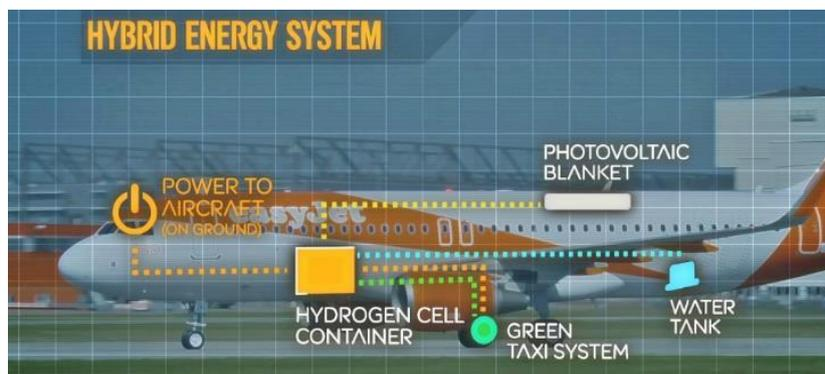 HYBRID ENERGY SYSTEM
PHOTOVOLTAIC
BLANKET
POWER TO
AIRCRAFT
(ON GROUND)
easyJet
HYDROGEN CELL
CONTAINER
GREEN
TAXI SYSTEM
WATER
TANK